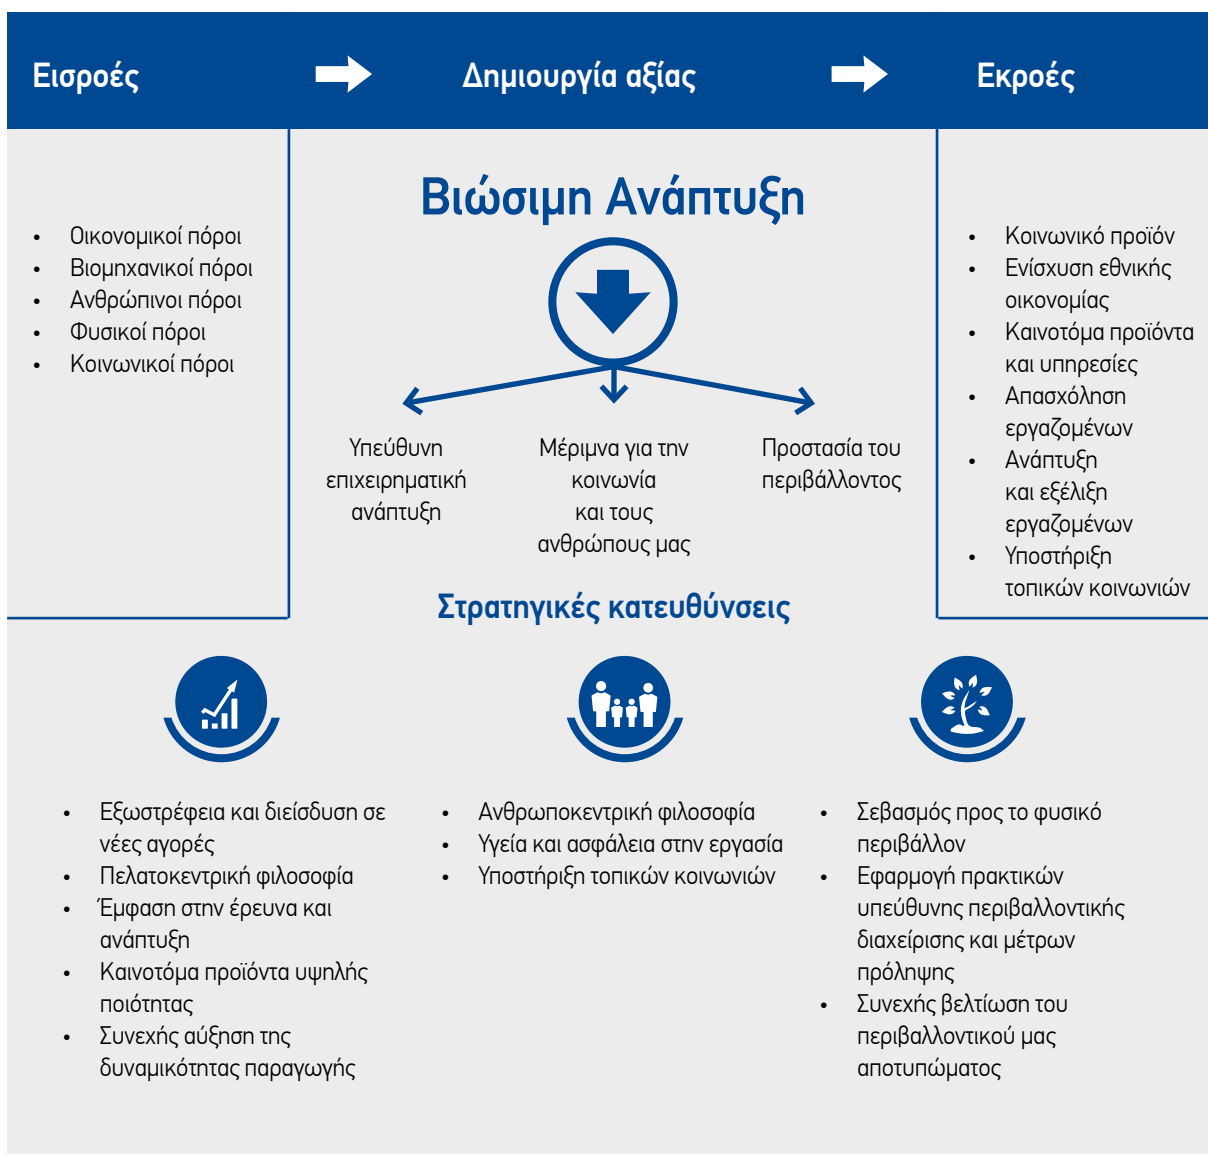 Εισροές
Δημιουργία αξίας
Εκροές
• Οικονομικοί πόροι
• Βιομηχανικοί πόροι
• Ανθρώπινοι πόροι
• Φυσικοί πόροι
• Κοινωνικοί πόροι
Βιώσιμη Ανάπτυξη
Υπεύθυνη
επιχειρηματική
ανάπτυξη
Μέριμνα για την
κοινωνία
και τους
ανθρώπους μας
Προστασία του
περιβάλλοντος
• Κοινωνικό προϊόν
• Ενίσχυση εθνικής
οικονομίας
• Καινοτόμα προϊόντα
και υπηρεσίες
• Απασχόληση
εργαζομένων
• Ανάπτυξη
και εξέλιξη
εργαζομένων
• Υποστήριξη
τοπικών κοινωνιών
Στρατηγικές κατευθύνσεις
• Εξωστρέφεια και διείσδυση σε
νέες αγορές
• Πελατοκεντρική φιλοσοφία
• Έμφαση στην έρευνα και
ανάπτυξη
• Καινοτόμα προϊόντα υψηλής
ποιότητας
• Συνεχής αύξηση της
δυναμικότητας παραγωγής
• Ανθρωποκεντρική φιλοσοφία
• Υγεία και ασφάλεια στην εργασία
• Υποστήριξη τοπικών κοινωνιών
• Σεβασμός προς το φυσικό
περιβάλλον
• Εφαρμογή πρακτικών
υπεύθυνης περιβαλλοντικής
διαχείρισης και μέτρων
πρόληψης
• Συνεχής βελτίωση του
περιβαλλοντικού μας
αποτυπώματος